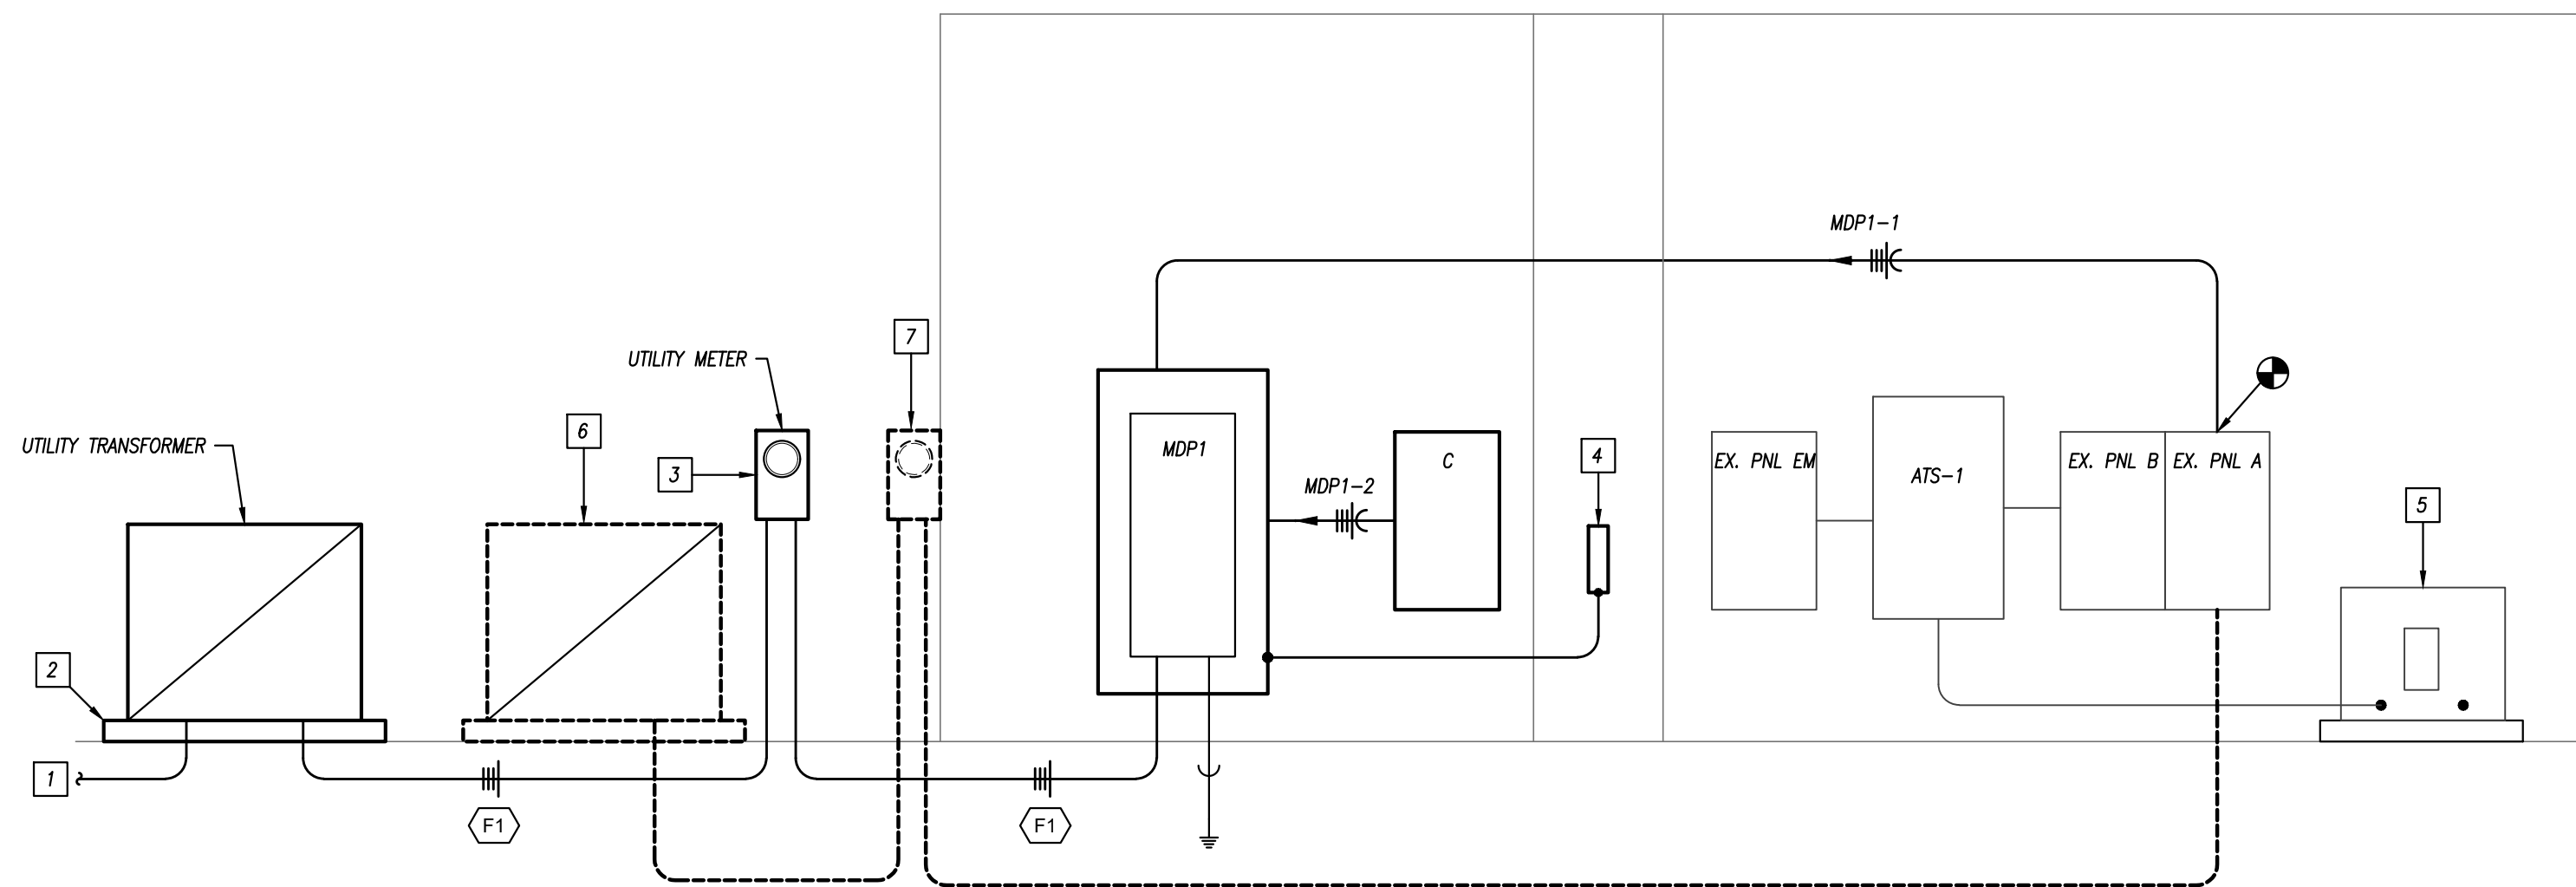 MDP1-1
7
UTILITY METER
6
UTILITY TRANSFORMER
3
MDP1
C
4
EX. PNL EM
ATS-1
EX. PNL B
EX. PNL A
MDP1-2
5
2
1
F1
F1